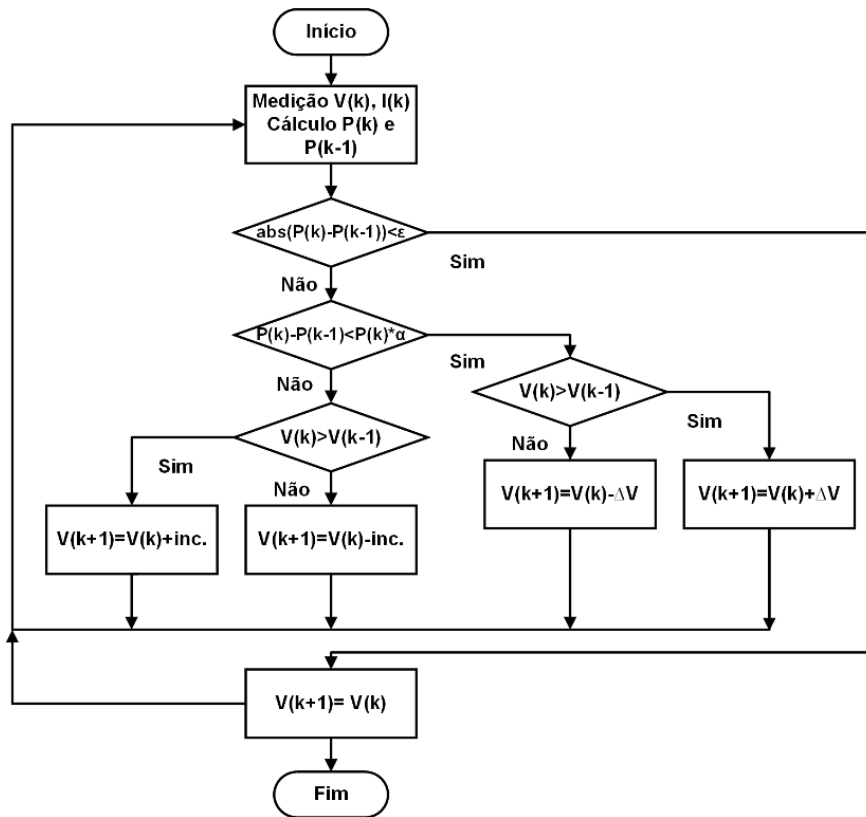 Início
Medição V(k), I(k)
Cálculo P(k) e
P(k-1)
abs(P(k)-P(k-1))<ε
Sim
Não
P(k)-P(k-1)<P(k)*α
Sim
Não
V(k)>V(k-1)
Sim
Não
V(k)>V(k-1)
Sim
Não
V(k+1)=V(k)-ΔV
V(k+1)=V(k)+ΔV
V(k+1)=V(k)+inc.
V(k+1)=V(k)-inc.
V(k+1)= V(k)
Fim